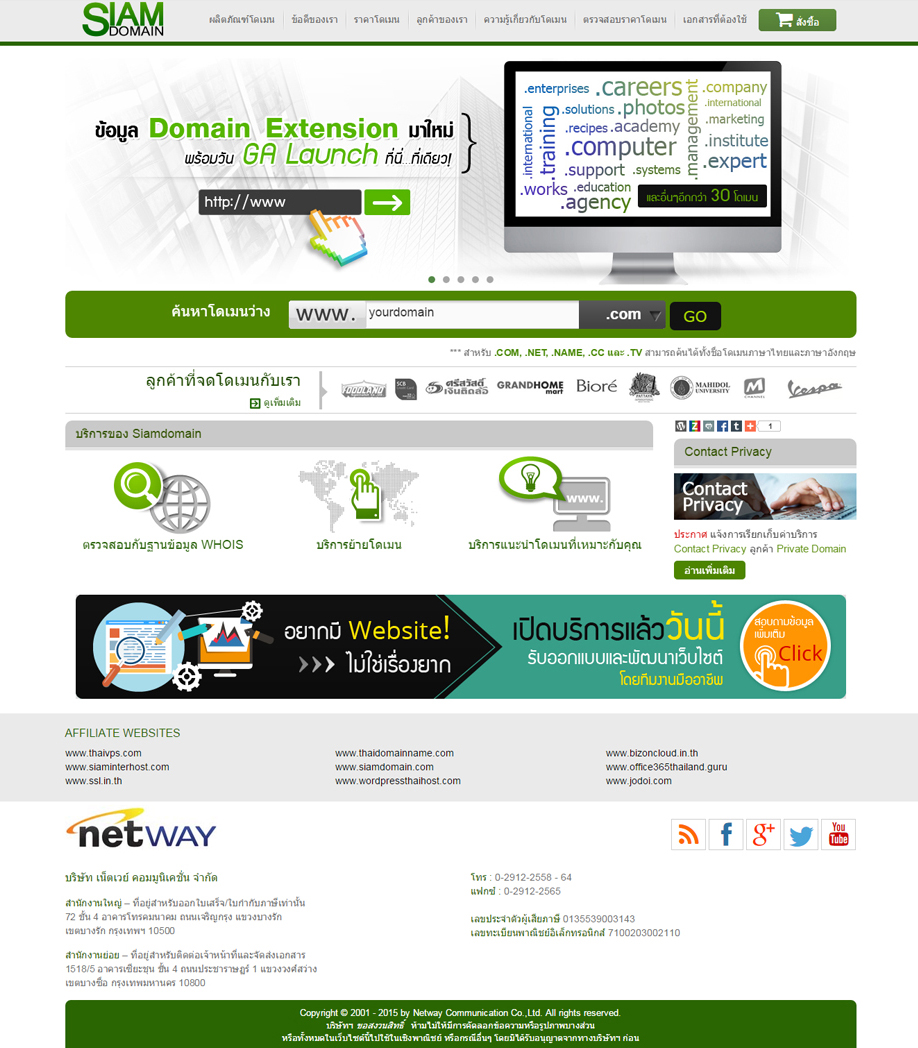 SIAM
DOMAIN
ผลิตภัณฑ์โดเมน
ข้อดีของเรา
ราคาโดเมน
ลูกค้าของเรา
ความรู้เกี่ยวกับโดเมน
ตรวจสอบราคาโดเมน
เอกสารที่ต้องใช้
สั่งซื้อ
ข้อมูล Domain Extension มาใหม่
พร้อมวัน GA Launch ที่นี่...ที่เดียว!
http://www
.enterprises .careers .company
.international
.solutions .photos .marketing
.international .training .management
.recipes .academy .institute
.computer .expert
.support .systems
.works .education
.agency
และอื่นๆอีกกว่า 30 โดเมน
ค้นหาโดเมนว่าง www. yourdomain .com GO
*** สำหรับ .COM, .NET, .NAME, .CC และ .TV สามารถค้นได้ทั้งชื่อโดเมนภาษาไทยและภาษาอังกฤษ
ลูกค้าที่จดโดเมนกับเรา
ดูเพิ่มเติม
FOODLAND
SCB
ศรีสวัสดิ์
เงินติดล้อ
GRANDHOME
mart
Bioré
PATTAYA
MAHIDOL
UNIVERSITY
M
CHANNEL
Vespa
บริการของ Siamdomain
ตรวจสอบกับฐานข้อมูล WHOIS
บริการย้ายโดเมน
www.
บริการแนะนำโดเมนที่เหมาะกับคุณ
1
Contact Privacy
Contact
Privacy
ประกาศ แจ้งการเรียกเก็บค่าบริการ
Contact Privacy ลูกค้า Private Domain
อ่านเพิ่มเติม
อยากมี Website!
ไม่ใช่เรื่องยาก
เปิดบริการแล้ววันนี้
รับออกแบบและพัฒนาเว็บไซต์
โดยทีมงานมืออาชีพ
สอบถามข้อมูล
เพิ่มเติม
Click
AFFILIATE WEBSITES
www.thaivps.com
www.siaminterhost.com
www.ssl.in.th
www.thaidomainname.com
www.siamdomain.com
www.wordpressthaihost.com
www.bizoncloud.in.th
www.office365thailand.guru
www.jodoi.com
netway
You
Tube
บริษัท เน็ตเวย์ คอมมูนิเคชั่น จำกัด
สำนักงานใหญ่ – ที่อยู่สำหรับออกใบเสร็จ/ใบกำกับภาษีเท่านั้น
72 ชั้น 4 อาคารโทรคมนาคม ถนนเจริญกรุง แขวงบางรัก
เขตบางรัก กรุงเทพฯ 10500
สำนักงานย่อย – ที่อยู่สำหรับติดต่อเจ้าหน้าที่และจัดส่งเอกสาร
1518/5 อาคารเซียะชุน ชั้น 4 ถนนประชาราษฎร์ 1 แขวงวงศ์สว่าง
เขตบางซื่อ กรุงเทพมหานคร 10800
โทร : 0-2912-2558 - 64
แฟกซ์ : 0-2912-2565
เลขประจำตัวผู้เสียภาษี 0135539003143
เลขทะเบียนพาณิชย์อิเล็กทรอนิกส์ 7100203002110
Copyright © 2001 - 2015 by Netway Communication Co.,Ltd. All rights reserved.
บริษัทฯ ขอสงวนสิทธิ์ ห้ามไม่ให้มีการคัดลอกข้อความหรือรูปภาพบางส่วน
หรือทั้งหมดในเว็บไซต์นี้ไปใช้ในเชิงพาณิชย์ หรือกรณีอื่นๆ โดยมิได้รับอนุญาตจากทางบริษัทฯ ก่อน